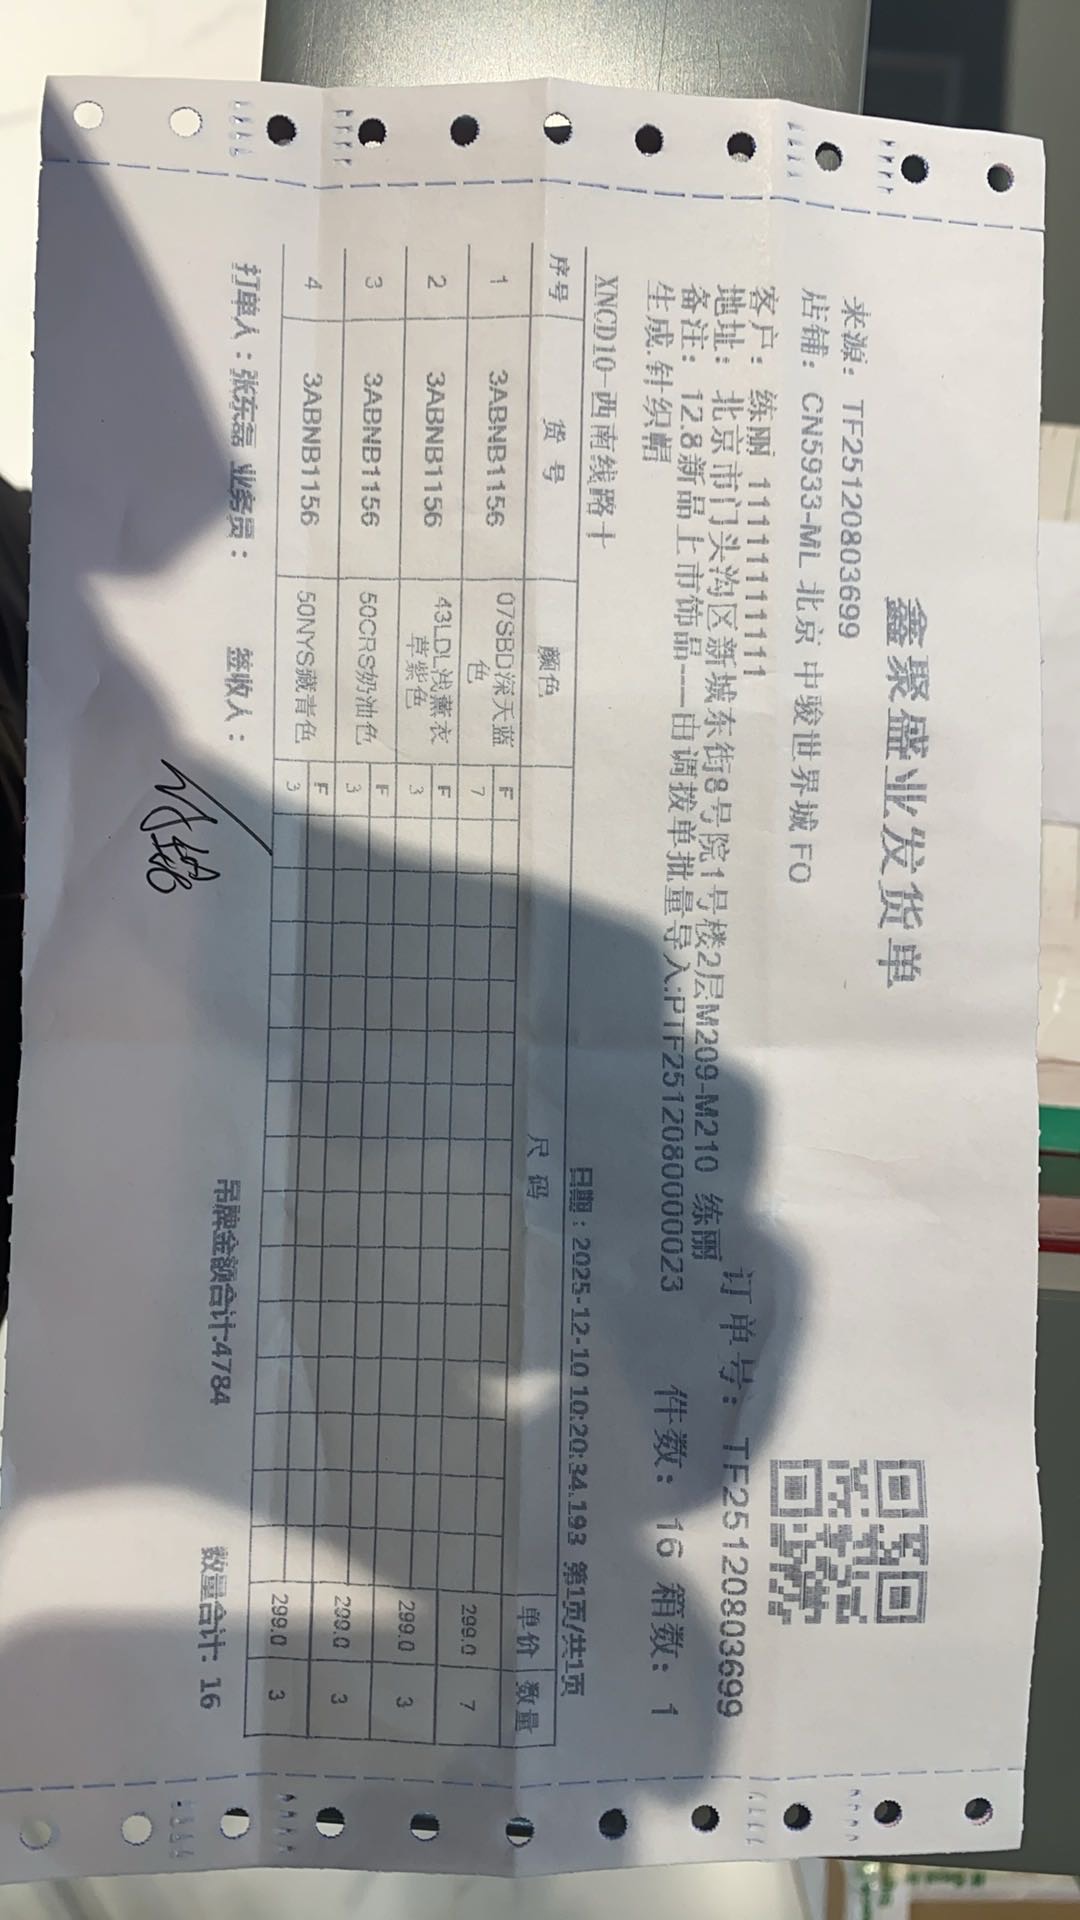 鑫聚盛业发货单
来源：TF25120803699
店铺：CN5933-ML 北京 中骏世界城 FO
客户：练丽 11111111111 订单号：TF25120803699
地址：北京市门头沟区新城东街8号院1号楼2层M209-M210 练丽
备注：12.8新品上市饰品---由调拨单批量导入:PTF251208000023 件数：16 箱数：1
生成.针织帽
XNCD10-西南线路十 日期：2025-12-10 10:20:34.193 第1页/共1页
序号 货号 颜色 尺码 单价 数量
1 3ABNB1156 07SBD深天蓝色 F 7 299.0 7
2 3ABNB1156 43LDL浅薰衣草紫色 F 3 299.0 3
3 3ABNB1156 50CRS奶油色 F 3 299.0 3
4 3ABNB1156 50NYS藏青色 F 3 299.0 3
打单人：张东磊 业务员： 签收人： 吊牌金额合计:4784 数量合计: 16